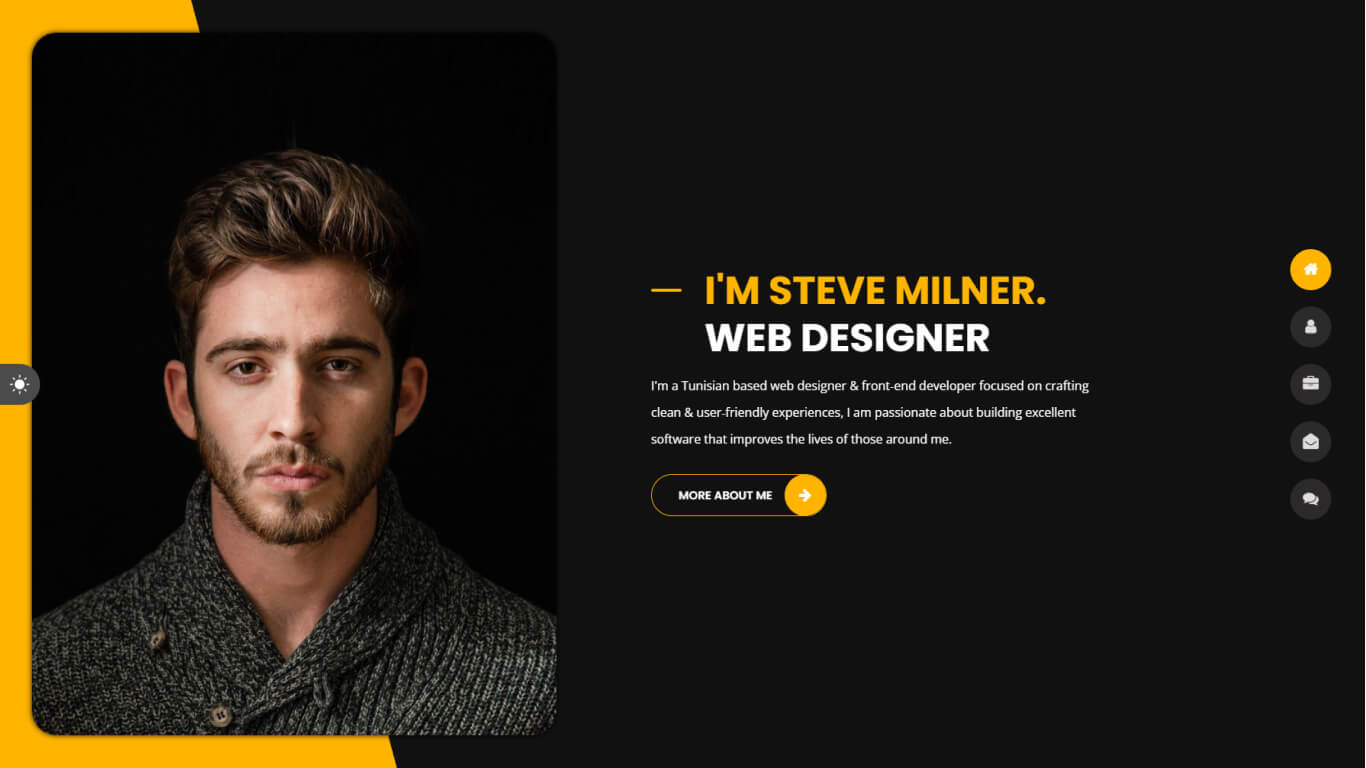 I'M STEVE MILNER.
WEB DESIGNER
I'm a Tunisian based web designer & front‑end developer focused on crafting
clean & user‑friendly experiences, I am passionate about building excellent
software that improves the lives of those around me.
MORE ABOUT ME